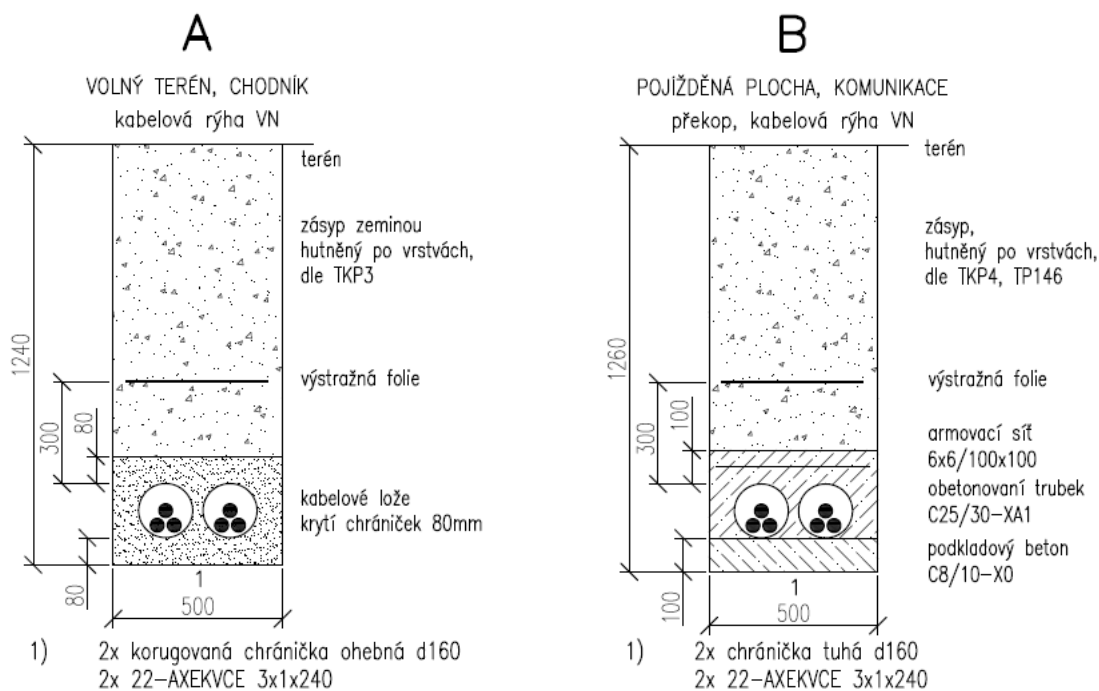 A
VOLNÝ TERÉN, CHODNÍK
kabelová rýha VN
terén
zásyp zeminou
hutněný po vrstvách,
dle TKP3
1240
výstražná folie
300
80
kabelové lože
krytí chrániček 80mm
80
1
500
1) 2x korugovaná chránička ohebná d160
2x 22-AXEKVCE 3x1x240
B
POJÍŽDĚNÁ PLOCHA, KOMUNIKACE
překop, kabelová rýha VN
terén
zásyp,
hutněný po vrstvách,
dle TKP4, TP146
1260
výstražná folie
300
100
armovací síť
6x6/100x100
obetonovaní trubek
C25/30-XA1
podkladový beton
C8/10-X0
100
1
500
1) 2x chránička tuhá d160
2x 22-AXEKVCE 3x1x240